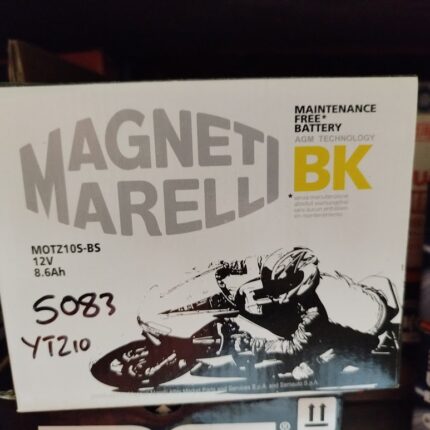 MAGNETI
MARELLI
MAINTENANCE
FREE*
BATTERY
AGM TECHNOLOGY
BK
MOTZ10S-BS
12V
8.6Ah
5083
YTZ10